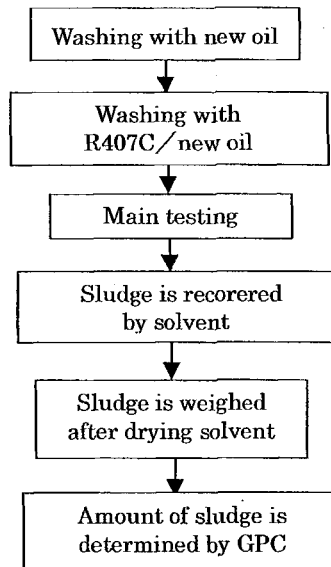 Washing with new oil
Washing with
R407C／new oil
Main testing
Sludge is recorered
by solvent
Sludge is weighed
after drying solvent
Amount of sludge is
determined by GPC